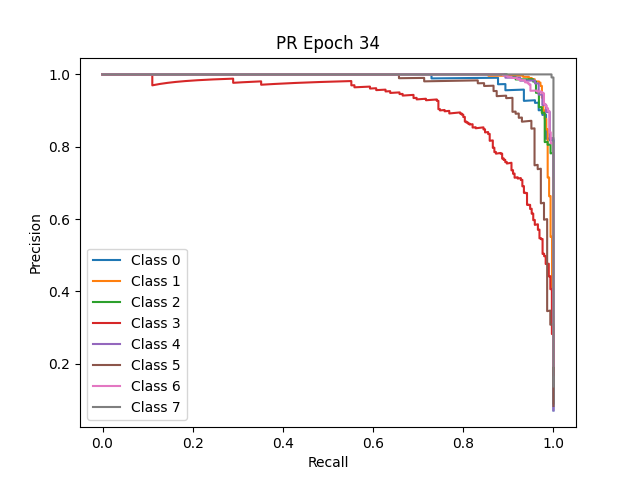 PR Epoch 34
Precision
1.0
0.8
0.6
0.4
0.2
Class 0
Class 1
Class 2
Class 3
Class 4
Class 5
Class 6
Class 7
0.0 0.2 0.4 0.6 0.8 1.0
Recall